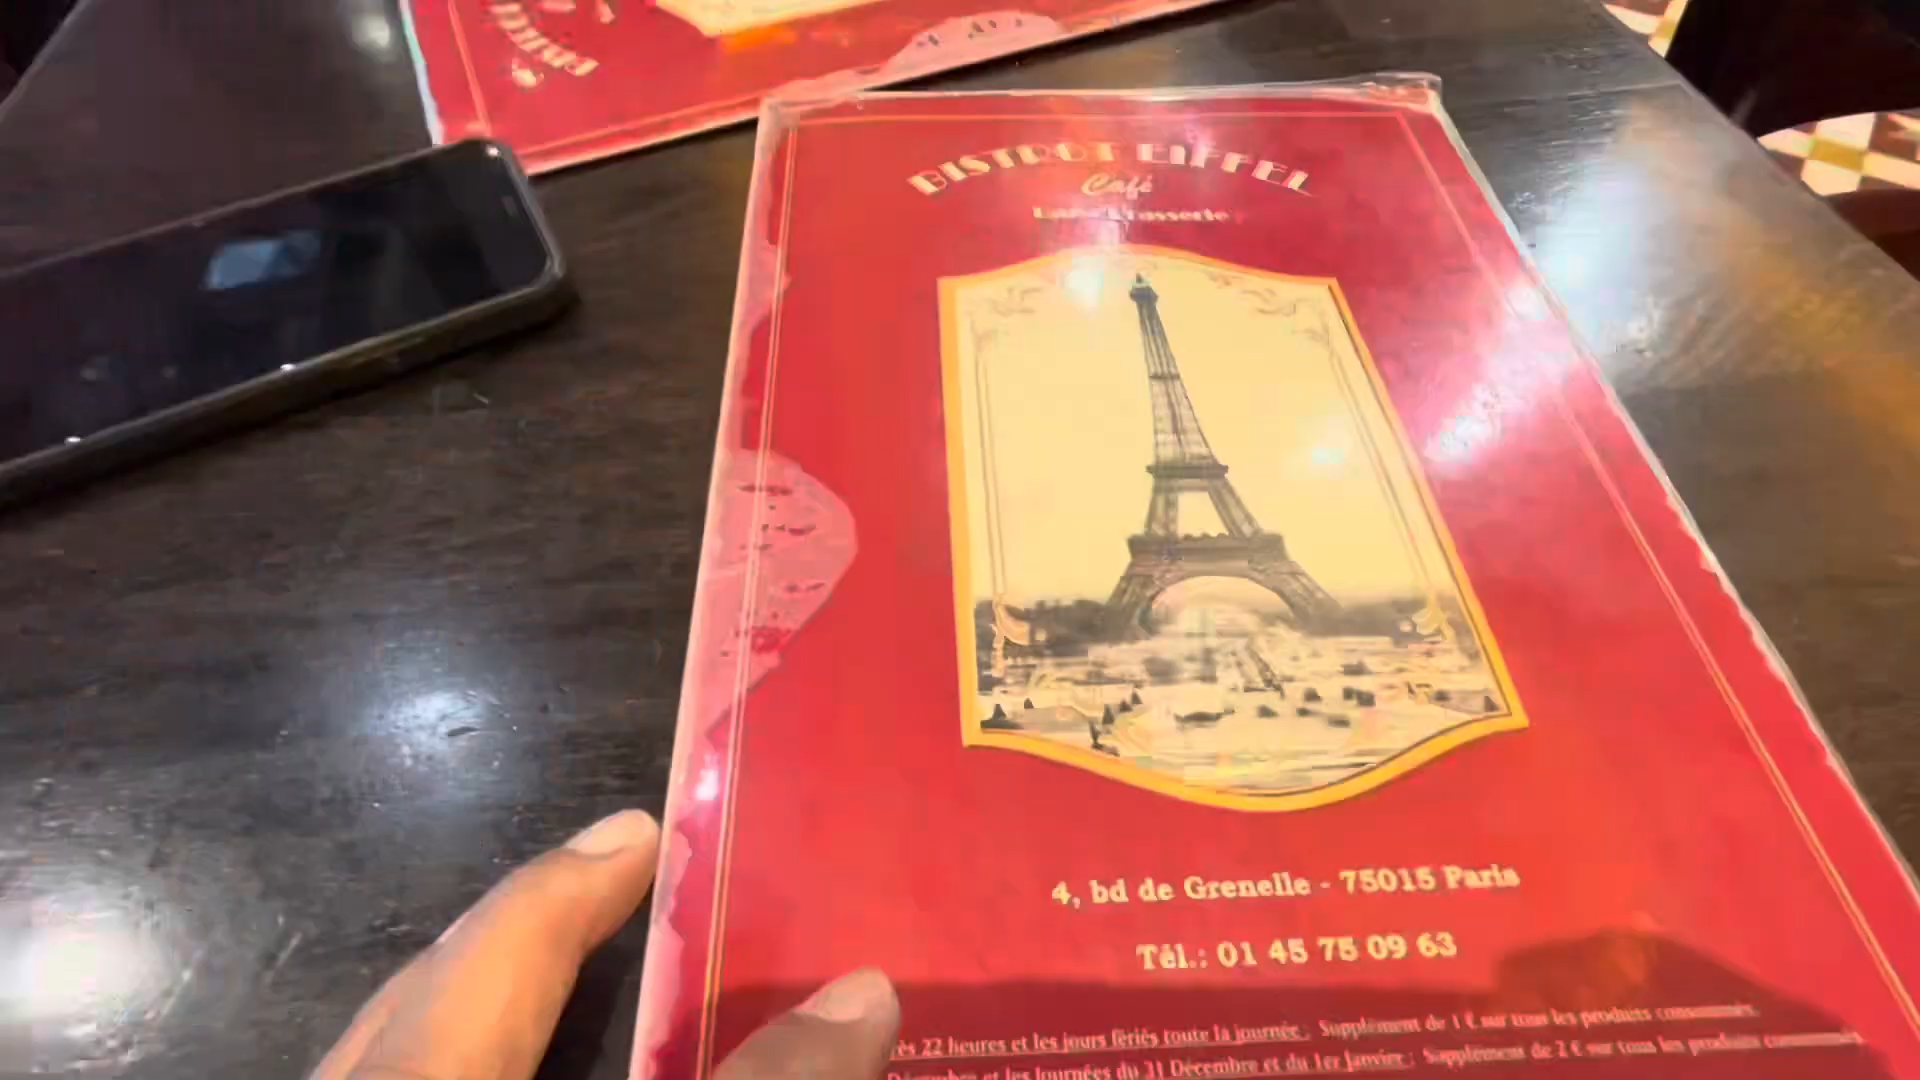 BISTROT EIFFEL
Café
Brasserie
4, bd de Grenelle - 75015 Paris
Tél.: 01 45 75 09 63
22 heures et les jours fériés toute la journée : Supplément de 1 € sur tous les produits consommés.
Décembre et les Journées du 31 Décembre et du 1er Janvier : Supplément de 2 € sur tous les produits consommés.